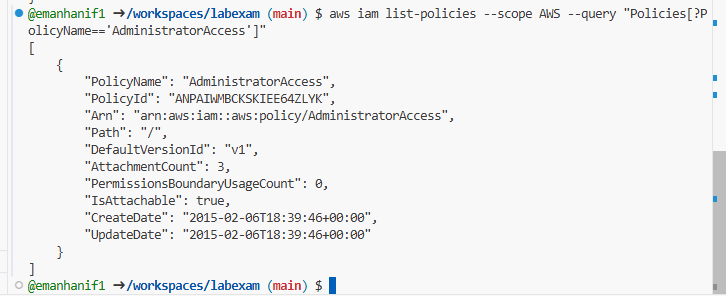 @emanhanif1 ➜/workspaces/labexam (main) $ aws iam list-policies --scope AWS --query "Policies[?P
olicyName=='AdministratorAccess']"
[
    {
        "PolicyName": "AdministratorAccess",
        "PolicyId": "ANPAIWMBCKSKIEE64ZLYK",
        "Arn": "arn:aws:iam::aws:policy/AdministratorAccess",
        "Path": "/",
        "DefaultVersionId": "v1",
        "AttachmentCount": 3,
        "PermissionsBoundaryUsageCount": 0,
        "IsAttachable": true,
        "CreateDate": "2015-02-06T18:39:46+00:00",
        "UpdateDate": "2015-02-06T18:39:46+00:00"
    }
]
@emanhanif1 ➜/workspaces/labexam (main) $